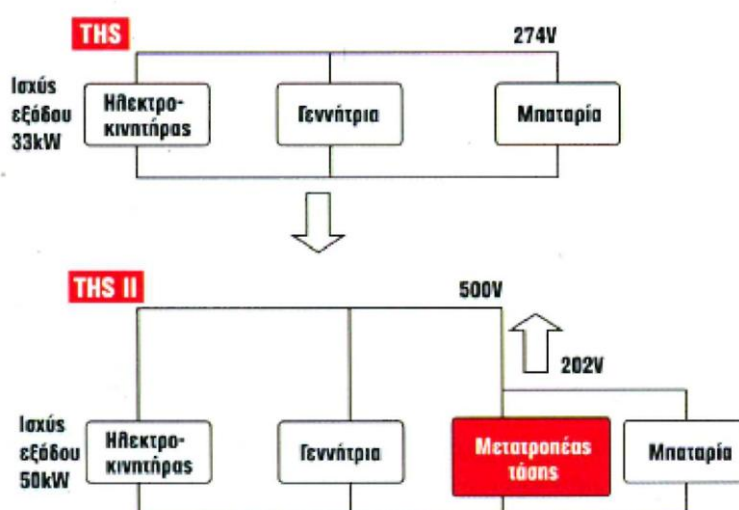 THS
274V
Ισχύς
εξόδου
33kW
Ηλεκτρο-
κινητήρας
Γεννήτρια
Μπαταρία
THS II
500V
202V
Ισχύς
εξόδου
50kW
Ηλεκτρο-
κινητήρας
Γεννήτρια
Μετατροπέας
τάσης
Μπαταρία